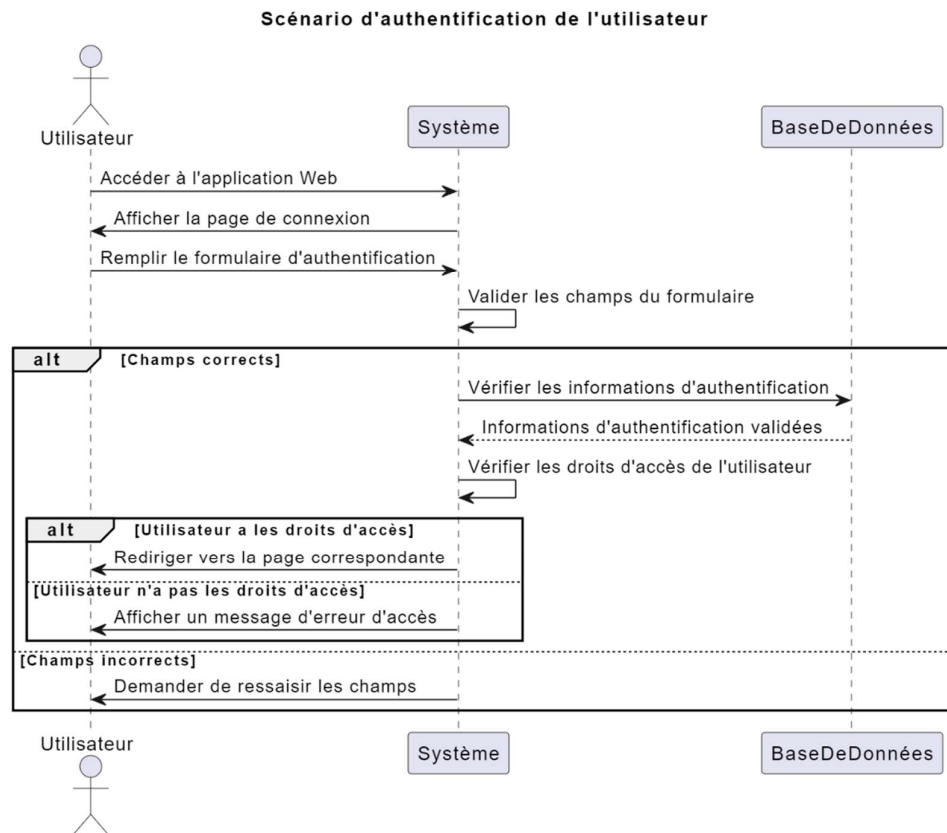 Scénario d'authentification de l'utilisateur
Utilisateur
Système
BaseDeDonnées
Accéder à l'application Web
Afficher la page de connexion
Remplir le formulaire d'authentification
Valider les champs du formulaire
alt [Champs corrects]
Vérifier les informations d'authentification
Informations d'authentification validées
Vérifier les droits d'accès de l'utilisateur
alt [Utilisateur a les droits d'accès]
Rediriger vers la page correspondante
[Utilisateur n'a pas les droits d'accès]
Afficher un message d'erreur d'accès
[Champs incorrects]
Demander de ressaisir les champs
Utilisateur
Système
BaseDeDonnées